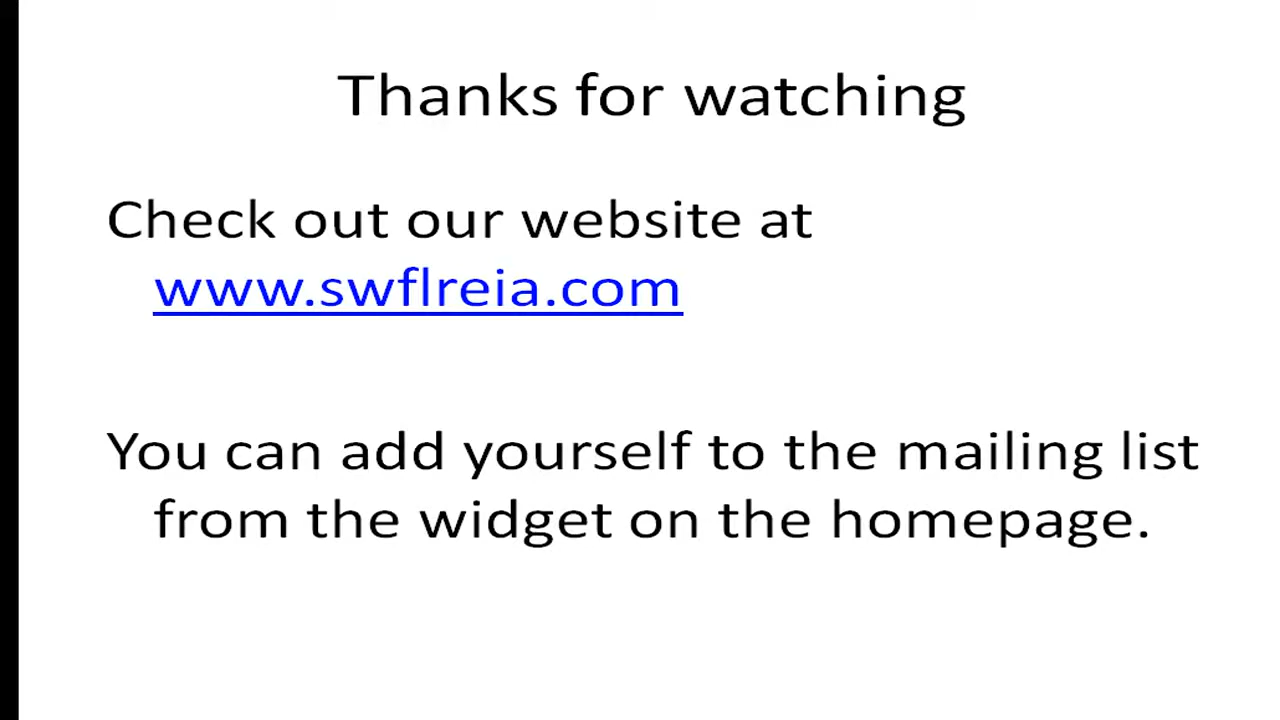 Thanks for watching
Check out our website at
www.swflreia.com
You can add yourself to the mailing list
from the widget on the homepage.